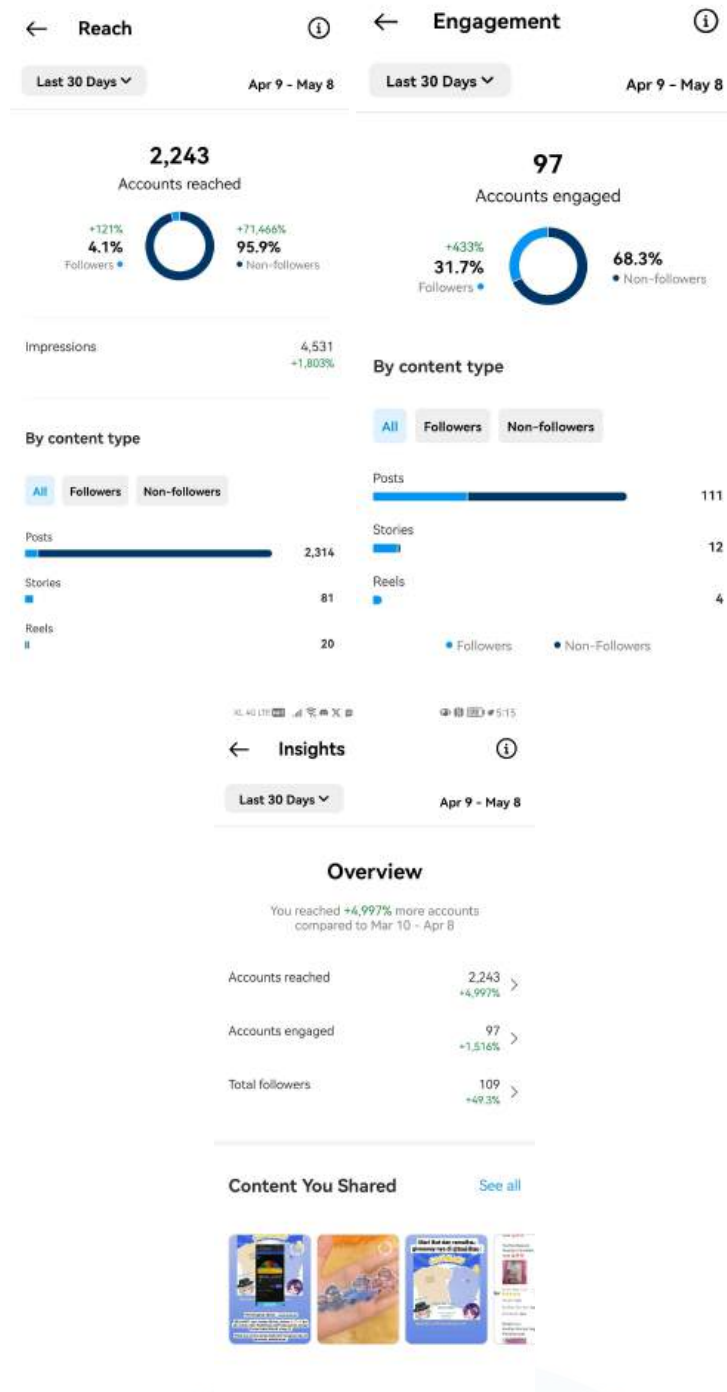 Reach
Last 30 Days
Apr 9 - May 8
2,243
Accounts reached
+121%
4.1%
Followers
+71,466%
95.9%
Non-followers
Impressions
4,531
+1,803%
By content type
All
Followers
Non-followers
Posts
2,314
Stories
81
Reels
20
Engagement
Last 30 Days
Apr 9 - May 8
97
Accounts engaged
+433%
31.7%
Followers
68.3%
Non-followers
By content type
All
Followers
Non-followers
Posts
111
Stories
12
Reels
4
Followers
Non-Followers
XL 4G LTE
5:15
Insights
Last 30 Days
Apr 9 - May 8
Overview
You reached +4,997% more accounts
compared to Mar 10 - Apr 8
Accounts reached
2,243
+4,997%
Accounts engaged
97
+1,516%
Total followers
109
+49.3%
Content You Shared
See all